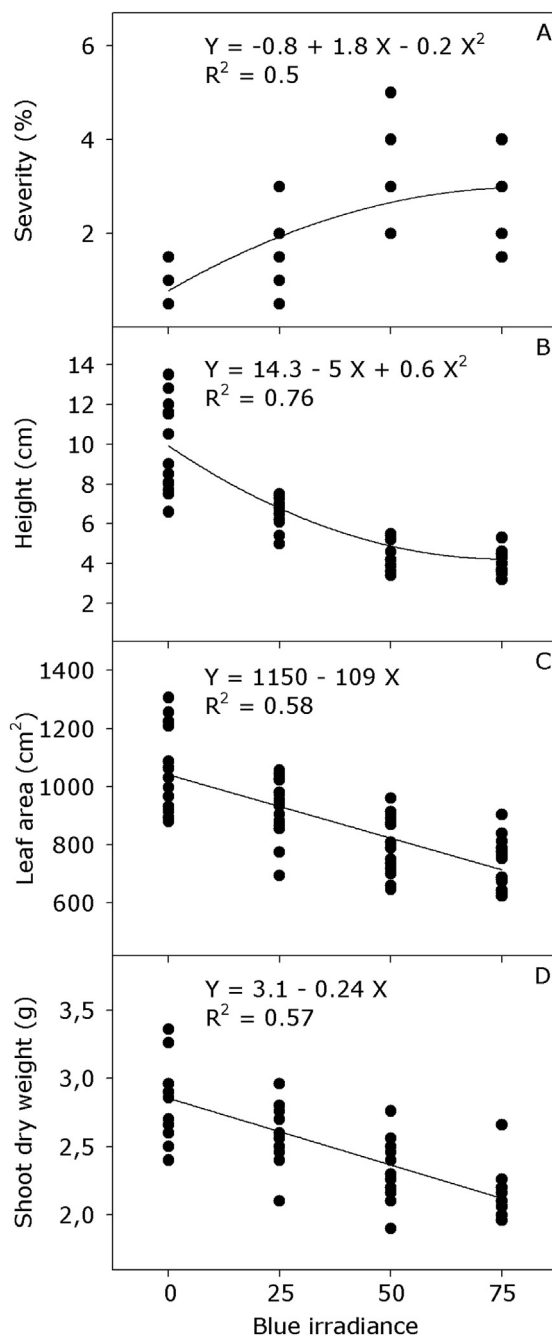 A
Y = -0.8 + 1.8 X - 0.2 X²
R² = 0.5
6
4
2
Severity (%)
B
Y = 14.3 - 5 X + 0.6 X²
R² = 0.76
14
12
10
8
6
4
2
Height (cm)
C
Y = 1150 - 109 X
R² = 0.58
1400
1200
1000
800
600
Leaf area (cm²)
D
Y = 3.1 - 0.24 X
R² = 0.57
3,5
3,0
2,5
2,0
Shoot dry weight (g)
0 25 50 75
Blue irradiance